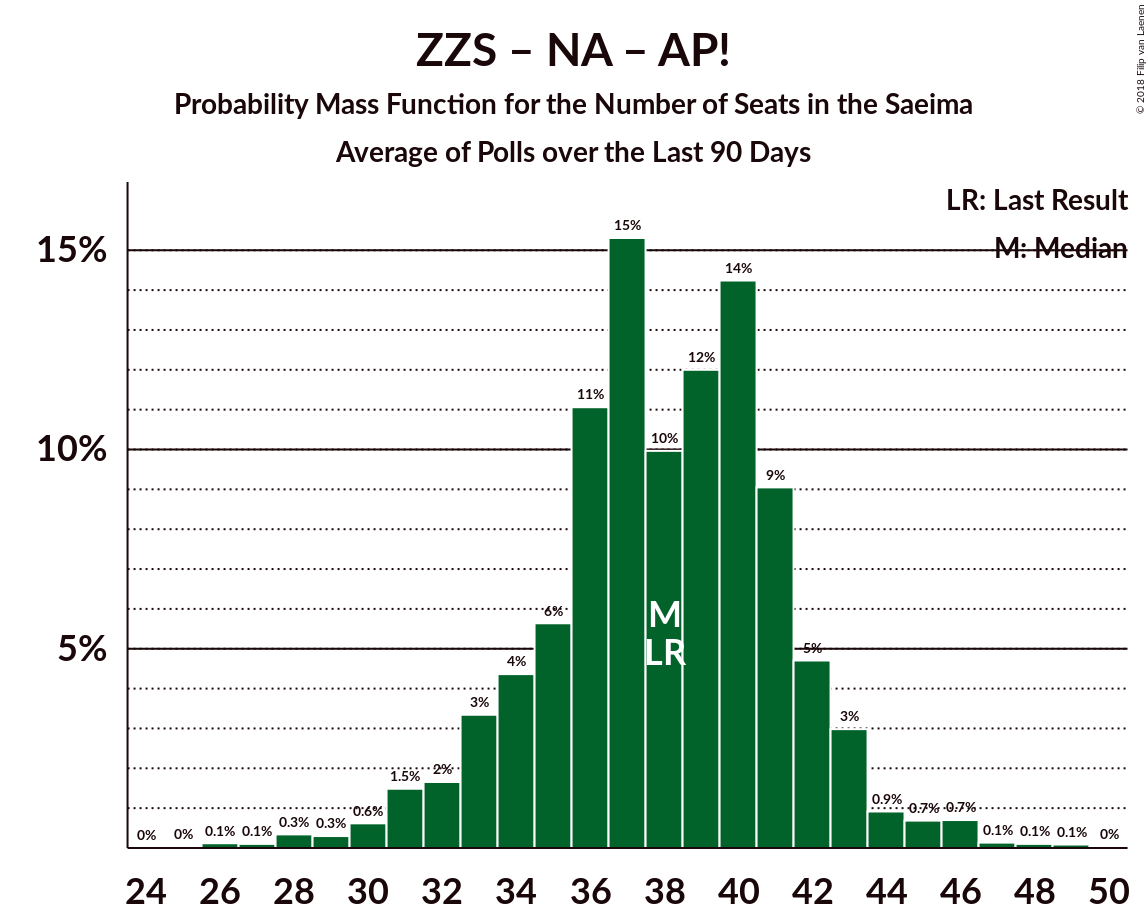 ZZS – NA – AP!
Probability Mass Function for the Number of Seats in the Saeima
Average of Polls over the Last 90 Days
© 2018 Filip van Laenen
LR: Last Result
M: Median
15%
10%
5%
0% 0% 0.1% 0.1% 0.3% 0.3% 0.6% 1.5% 2% 3% 4% 6% 11% 15% 10% 12% 14% 9% 5% 3% 0.9% 0.7% 0.7% 0.1% 0.1% 0.1% 0%
M
LR
24 26 28 30 32 34 36 38 40 42 44 46 48 50